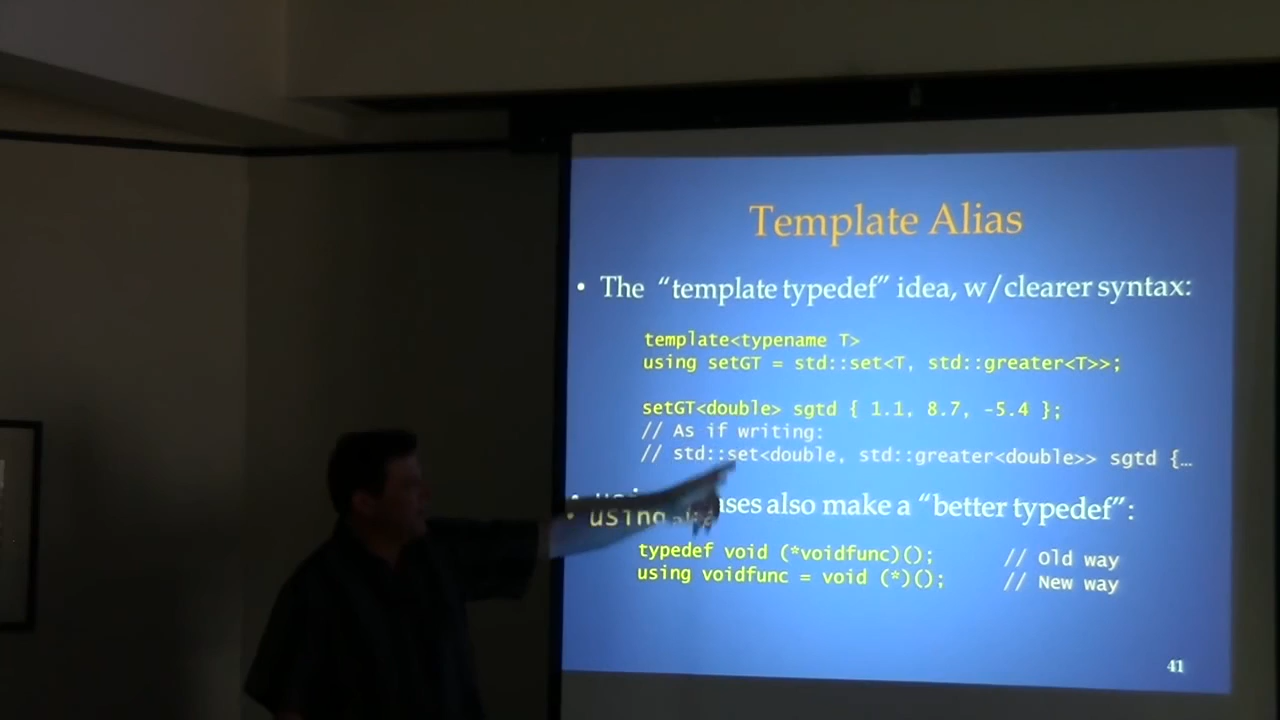 Template Alias
• The “template typedef” idea, w/clearer syntax:
template<typename T>
using setGT = std::set<T, std::greater<T>>;
setGT<double> sgtd { 1.1, 8.7, -5.4 };
// As if writing:
// std::set<double, std::greater<double>> sgtd {…
• using also make a “better typedef”:
typedef void (*voidfunc)(); // Old way
using voidfunc = void (*)(); // New way
41